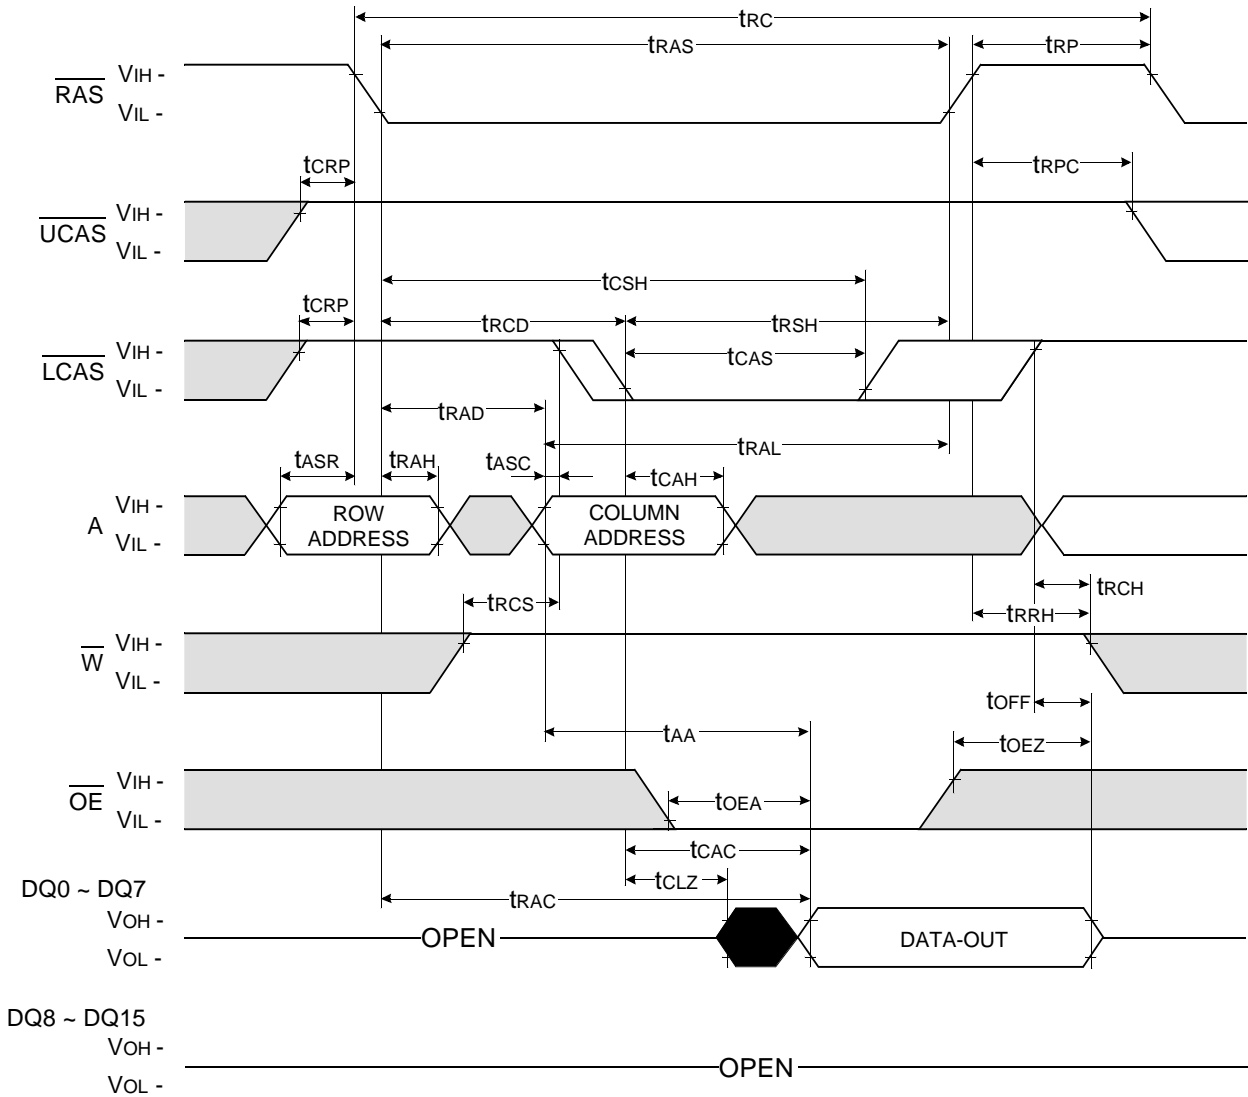 tRC
tRAS
tRP
RAS
VIH -
VIL -
tCRP
tRPC
UCAS
VIH -
VIL -
tCSH
tCRP
tRCD
tRSH
LCAS
VIH -
VIL -
tCAS
tRAD
tRAL
tASR
tRAH
tASC
tCAH
A
VIH -
VIL -
ROW
ADDRESS
COLUMN
ADDRESS
tRCH
tRCS
tRRH
W
VIH -
VIL -
tOFF
tAA
tOEZ
OE
VIH -
VIL -
tOEA
tCAC
tCLZ
tRAC
DQ0 ~ DQ7
VOH -
VOL -
OPEN
DATA-OUT
DQ8 ~ DQ15
VOH -
VOL -
OPEN